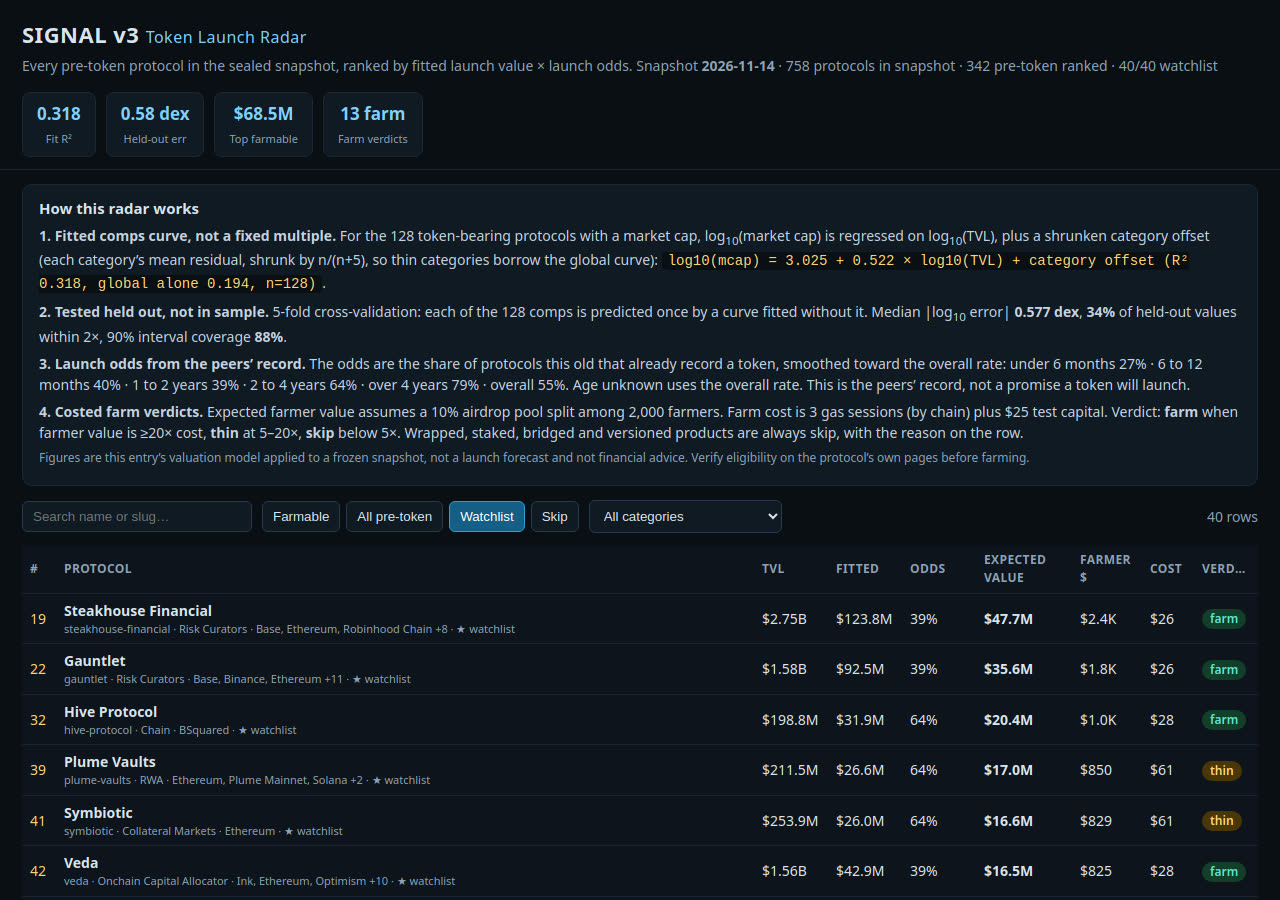 SIGNAL v3 Token Launch Radar
Every pre-token protocol in the sealed snapshot, ranked by fitted launch value × launch odds. Snapshot 2026-11-14 · 758 protocols in snapshot · 342 pre-token ranked · 40/40 watchlist
0.318
Fit R²
0.58 dex
Held-out err
$68.5M
Top farmable
13 farm
Farm verdicts
How this radar works
1. Fitted comps curve, not a fixed multiple. For the 128 token-bearing protocols with a market cap, log10(market cap) is regressed on log10(TVL), plus a shrunken category offset
(each category's mean residual, shrunk by n/(n+5), so thin categories borrow the global curve): log10(mcap) = 3.025 + 0.522 × log10(TVL) + category offset (R²
0.318, global alone 0.194, n=128) .
2. Tested held out, not in sample. 5-fold cross-validation: each of the 128 comps is predicted once by a curve fitted without it. Median |log10 error| 0.577 dex, 34% of held-out values
within 2×, 90% interval coverage 88%.
3. Launch odds from the peers' record. The odds are the share of protocols this old that already record a token, smoothed toward the overall rate: under 6 months 27% · 6 to 12
months 40% · 1 to 2 years 39% · 2 to 4 years 64% · over 4 years 79% · overall 55%. Age unknown uses the overall rate. This is the peers' record, not a promise a token will launch.
4. Costed farm verdicts. Expected farmer value assumes a 10% airdrop pool split among 2,000 farmers. Farm cost is 3 gas sessions (by chain) plus $25 test capital. Verdict: farm when
farmer value is ≥20× cost, thin at 5–20×, skip below 5×. Wrapped, staked, bridged and versioned products are always skip, with the reason on the row.
Figures are this entry's valuation model applied to a frozen snapshot, not a launch forecast and not financial advice. Verify eligibility on the protocol's own pages before farming.
Search name or slug… Farmable All pre-token Watchlist Skip All categories 40 rows
# PROTOCOL TVL FITTED ODDS EXPECTED VALUE FARMER $ COST VERD…
19 Steakhouse Financial $2.75B $123.8M 39% $47.7M $2.4K $26 farm
steakhouse-financial · Risk Curators · Base, Ethereum, Robinhood Chain +8 · ★ watchlist
22 Gauntlet $1.58B $92.5M 39% $35.6M $1.8K $26 farm
gauntlet · Risk Curators · Base, Binance, Ethereum +11 · ★ watchlist
32 Hive Protocol $198.8M $31.9M 64% $20.4M $1.0K $28 farm
hive-protocol · Chain · BSquared · ★ watchlist
39 Plume Vaults $211.5M $26.6M 64% $17.0M $850 $61 thin
plume-vaults · RWA · Ethereum, Plume Mainnet, Solana +2 · ★ watchlist
41 Symbiotic $253.9M $26.0M 64% $16.6M $829 $61 thin
symbiotic · Collateral Markets · Ethereum · ★ watchlist
42 Veda $1.56B $42.9M 39% $16.5M $825 $28 farm
veda · Onchain Capital Allocator · Ink, Ethereum, Optimism +10 · ★ watchlist